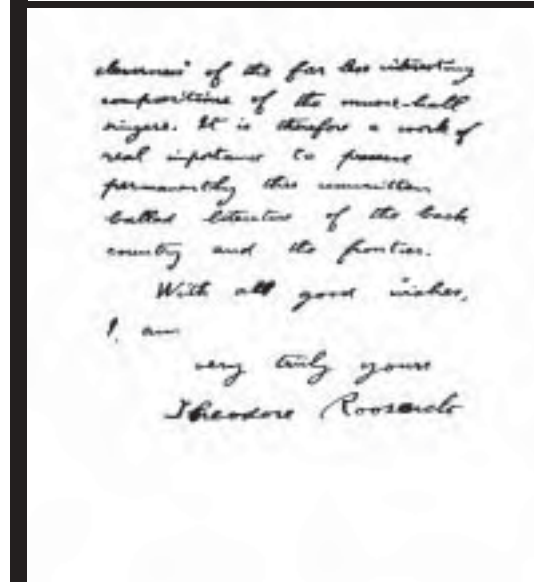 cleverness" of the far less interesting
compositions of the music-hall
singers. It is therefore a work of
real importance to preserve
permanently this unwritten
ballad literature of the back
country and the frontier.
With all good wishes,
I am
very truly yours
Theodore Roosevelt